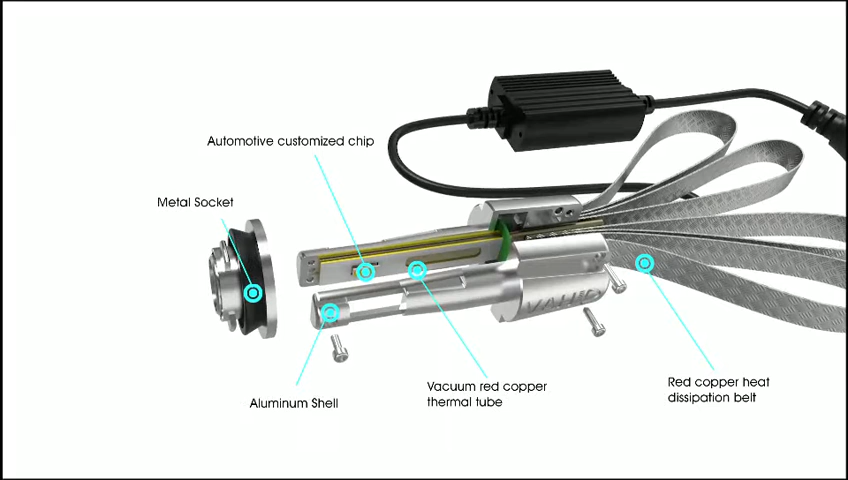 Automotive customized chip
Metal Socket
Aluminum Shell
Vacuum red copper
thermal tube
Red copper heat
dissipation belt